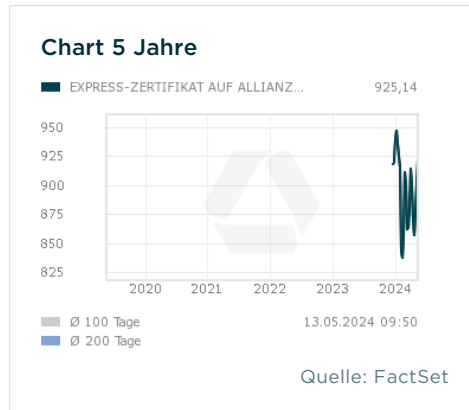 Chart 5 Jahre
EXPRESS-ZERTIFIKAT AUF ALLIANZ... 925,14
950
925
900
875
850
825
2020 2021 2022 2023 2024
Ø 100 Tage 13.05.2024 09:50
Ø 200 Tage
Quelle: FactSet